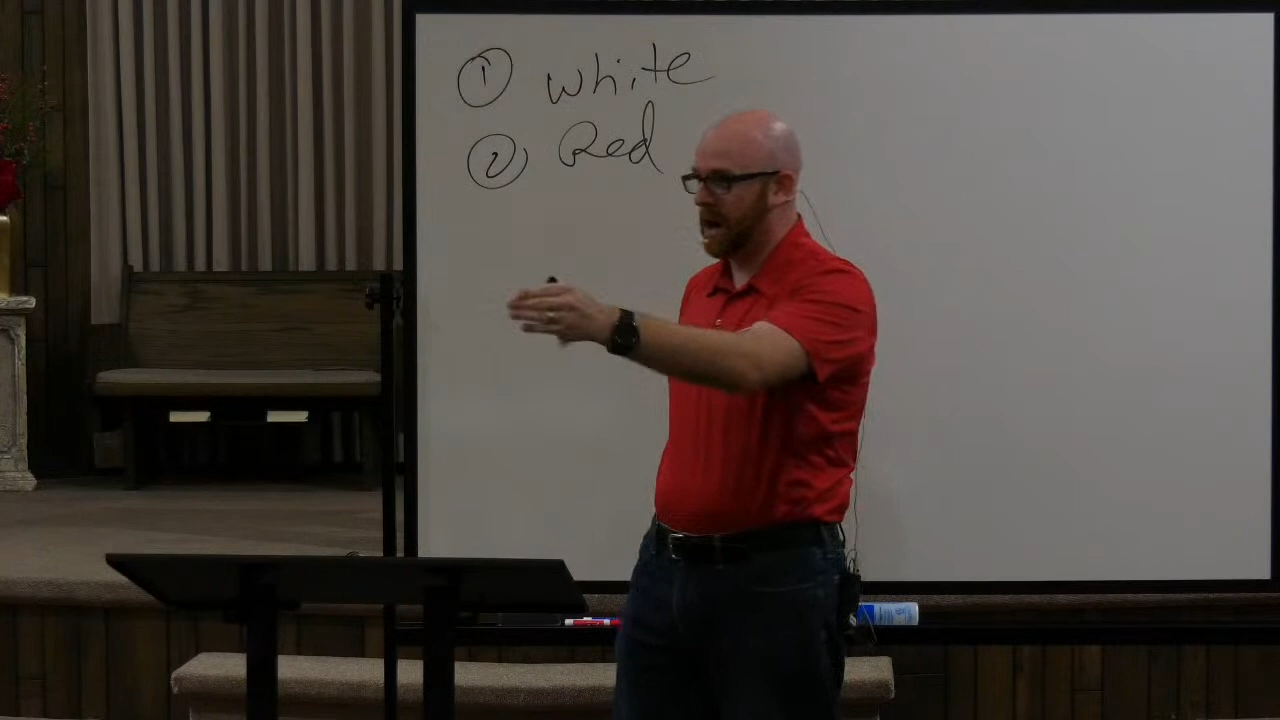 ① White
② Red